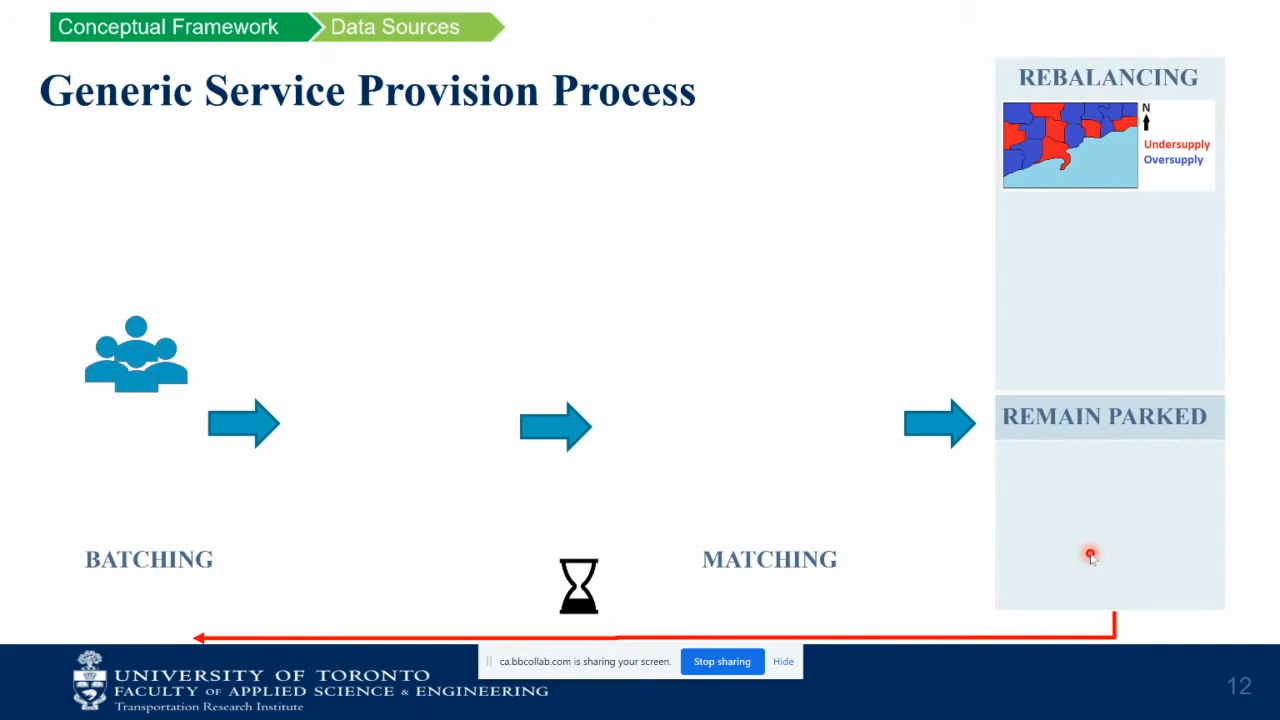 Conceptual Framework
Data Sources
Generic Service Provision Process
REBALANCING
N
Undersupply
Oversupply
REMAIN PARKED
BATCHING
MATCHING
ca.bbcollab.com is sharing your screen.
Stop sharing
Hide
UNIVERSITY OF TORONTO
FACULTY OF APPLIED SCIENCE & ENGINEERING
Transportation Research Institute
12